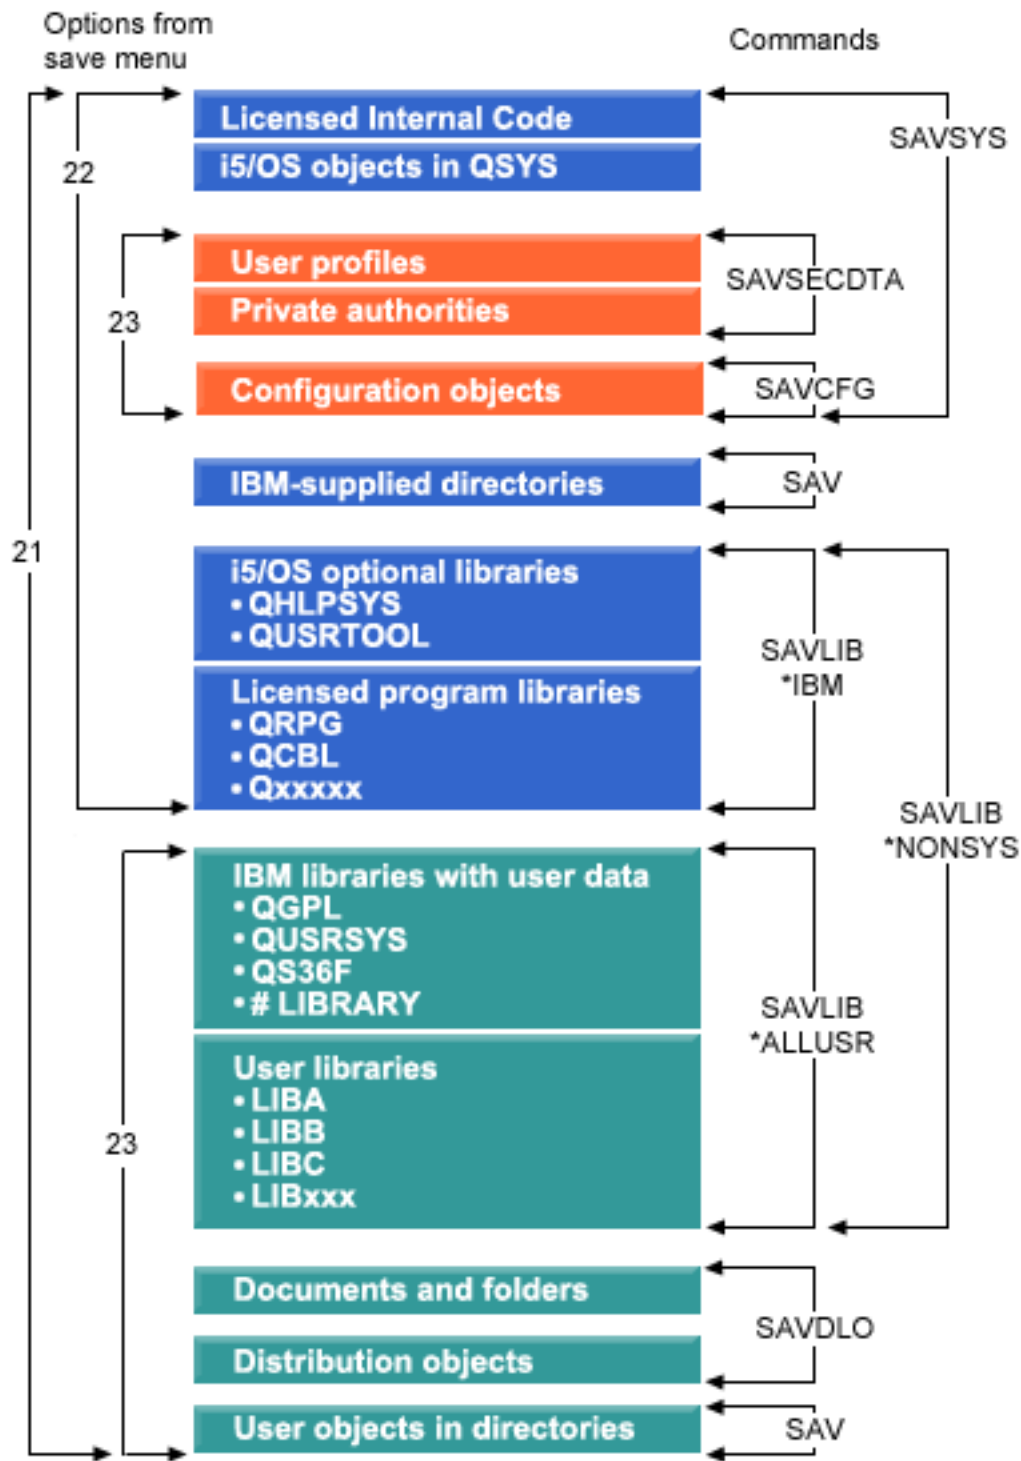 Options from
save menu
Commands
Licensed Internal Code
i5/OS objects in QSYS
SAVSYS
22
User profiles
Private authorities
SAVSECDTA
23
Configuration objects
SAVCFG
IBM-supplied directories
SAV
21
i5/OS optional libraries
• QHLPSYS
• QUSRTOOL
SAVLIB
*IBM
Licensed program libraries
• QRPG
• QCBL
• Qxxxxx
SAVLIB
*NONSYS
IBM libraries with user data
• QGPL
• QUSRSYS
• QS36F
• # LIBRARY
SAVLIB
*ALLUSR
User libraries
• LIBA
• LIBB
• LIBC
• LIBxxx
23
Documents and folders
SAVDLO
Distribution objects
User objects in directories
SAV